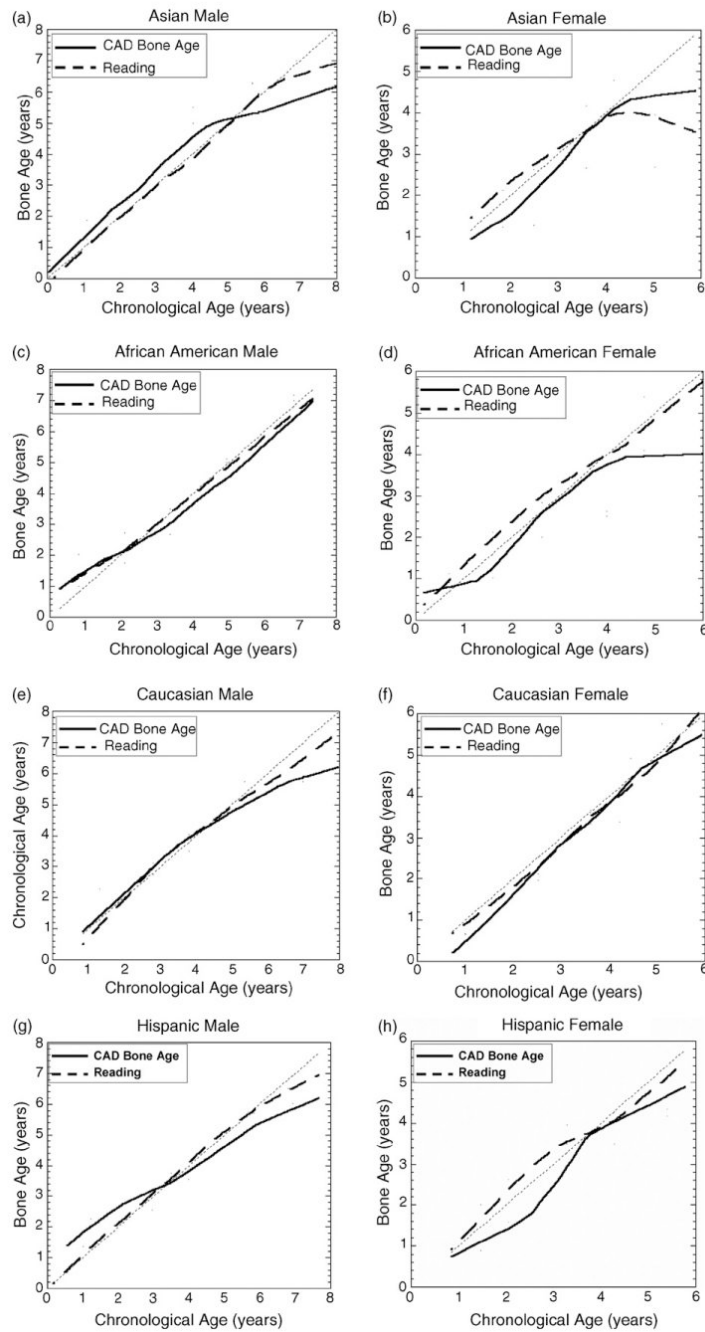 (a) Asian Male
CAD Bone Age
Reading
Bone Age (years)
8
7
6
5
4
3
2
1
0
0 1 2 3 4 5 6 7 8
Chronological Age (years)
(b) Asian Female
CAD Bone Age
Reading
Bone Age (years)
6
5
4
3
2
1
0
0 1 2 3 4 5 6
Chronological Age (years)
(c) African American Male
CAD Bone Age
Reading
Bone Age (years)
8
7
6
5
4
3
2
1
0
0 1 2 3 4 5 6 7 8
Chronological Age (years)
(d) African American Female
CAD Bone Age
Reading
Bone Age (years)
6
5
4
3
2
1
0
0 1 2 3 4 5 6
Chronological Age (years)
(e) Caucasian Male
CAD Bone Age
Reading
Chronological Age (years)
8
7
6
5
4
3
2
1
0
0 1 2 3 4 5 6 7 8
Chronological Age (years)
(f) Caucasian Female
CAD Bone Age
Reading
Bone Age (years)
6
5
4
3
2
1
0
0 1 2 3 4 5 6
Chronological Age (years)
(g) Hispanic Male
CAD Bone Age
Reading
Bone Age (years)
8
7
6
5
4
3
2
1
0
0 1 2 3 4 5 6 7 8
Chronological Age (years)
(h) Hispanic Female
CAD Bone Age
Reading
Bone Age (years)
6
5
4
3
2
1
0
1 2 3 4 5 6
Chronological Age (years)